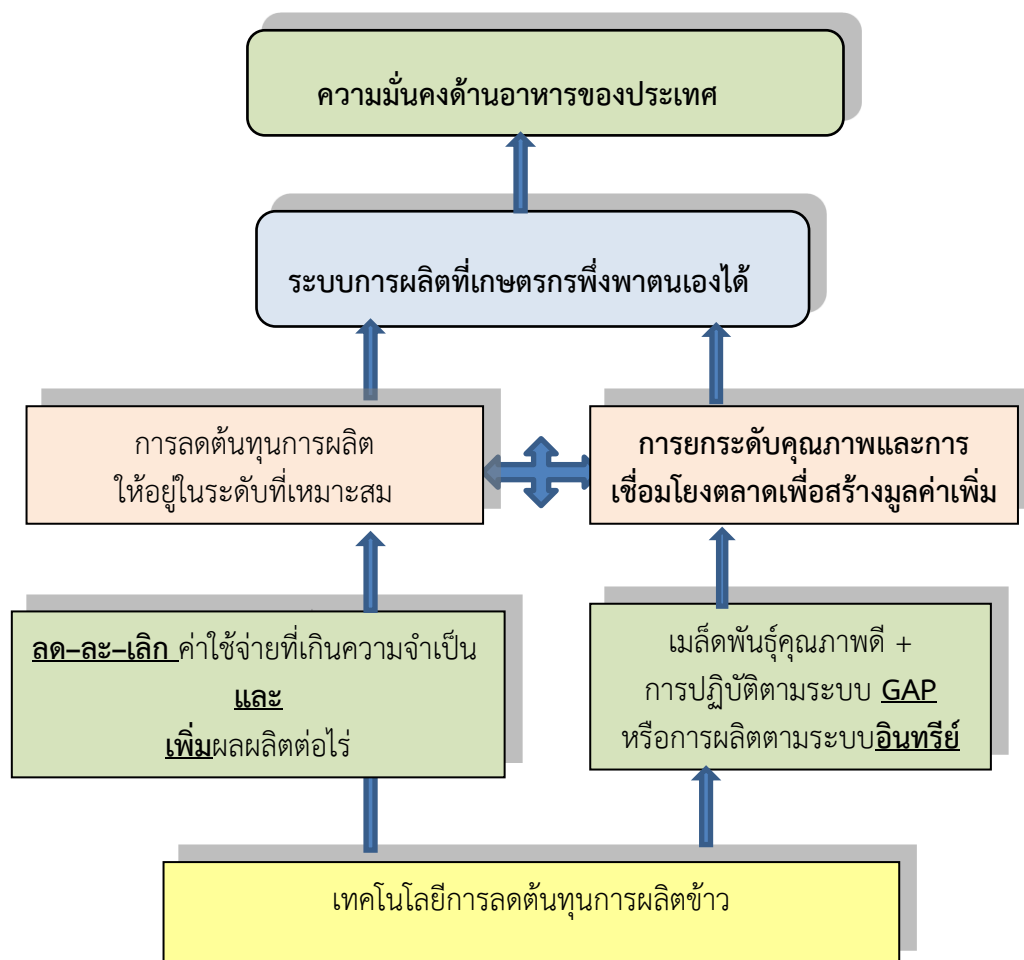 ความมั่นคงด้านอาหารของประเทศ
ระบบการผลิตที่เกษตรกรพึ่งพาตนเองได้
การลดต้นทุนการผลิต
ให้อยู่ในระดับที่เหมาะสม
การยกระดับคุณภาพและการ
เชื่อมโยงตลาดเพื่อสร้างมูลค่าเพิ่ม
ลด–ละ–เลิก ค่าใช้จ่ายที่เกินความจำเป็น
และ
เพิ่มผลผลิตต่อไร่
เมล็ดพันธุ์คุณภาพดี +
การปฏิบัติตามระบบ GAP
หรือการผลิตตามระบบอินทรีย์
เทคโนโลยีการลดต้นทุนการผลิตข้าว